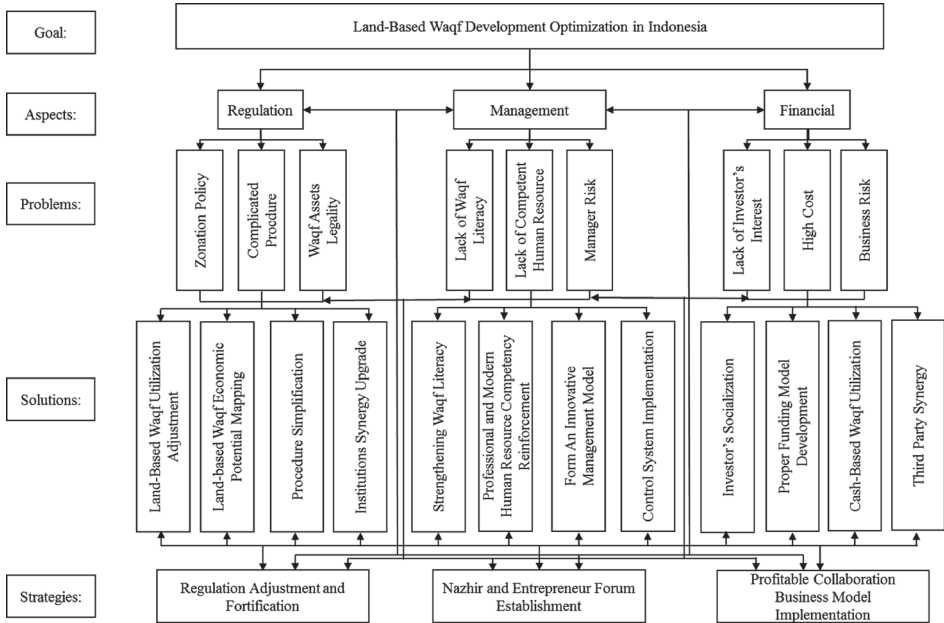 Goal:
Land-Based Waqf Development Optimization in Indonesia
Aspects:
Regulation
Management
Financial
Problems:
Zonation Policy
Complicated
Procdure
Waqf Assets
Legality
Lack of Waqf
Literacy
Lack of Competent
Human Resource
Manager Risk
Lack of Investor's
Interest
High Cost
Business Risk
Solutions:
Land-Based Waqf Utilization
Adjustment
Land-based Waqf Economic
Potential Mapping
Procedure Simplification
Institutions Synergy Upgrade
Strengthening Waqf Literacy
Professional and Modern
Human Resource Competency
Reinforcement
Form An Innovative
Management Model
Control System Implementation
Investor's Socialization
Proper Funding Model
Development
Cash-Based Waqf Utilization
Third Party Synergy
Strategies:
Regulation Adjustment and
Fortification
Nazhir and Entrepreneur Forum
Establishment
Profitable Collaboration
Business Model
Implementation